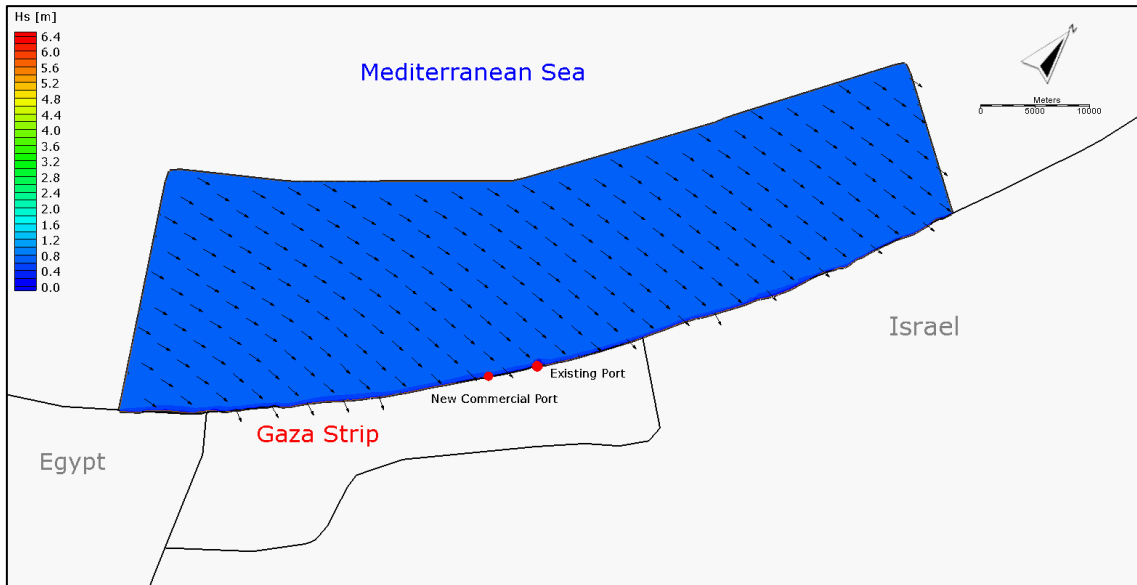 Hs [m]
6.4
6.0
5.6
5.2
4.8
4.4
4.0
3.6
3.2
2.8
2.4
2.0
1.6
1.2
0.8
0.4
0.0
Mediterranean Sea
N
Meters
0 5000 10000
Israel
Existing Port
New Commercial Port
Gaza Strip
Egypt